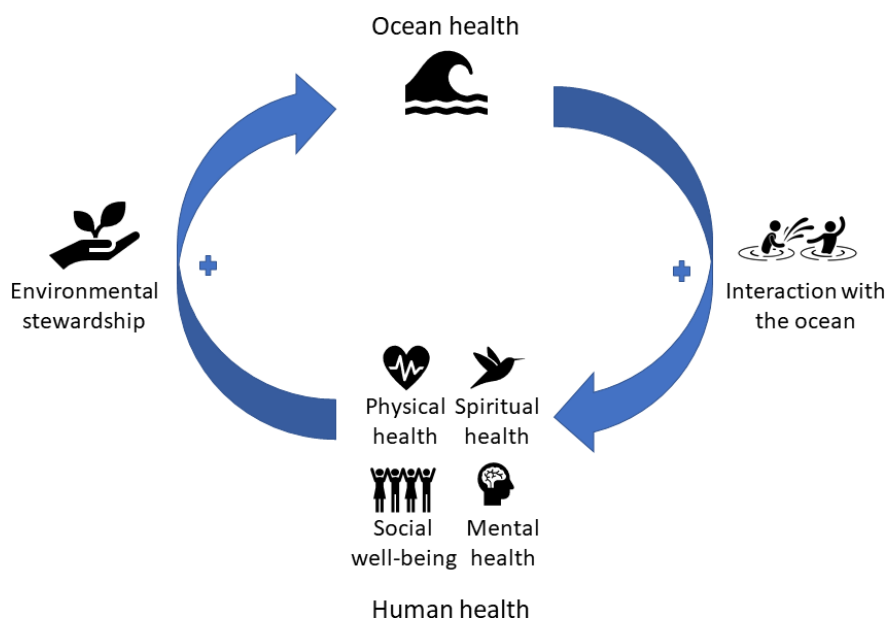 Ocean health
Environmental
stewardship
Interaction with
the ocean
Physical
health
Spiritual
health
Social
well-being
Mental
health
Human health